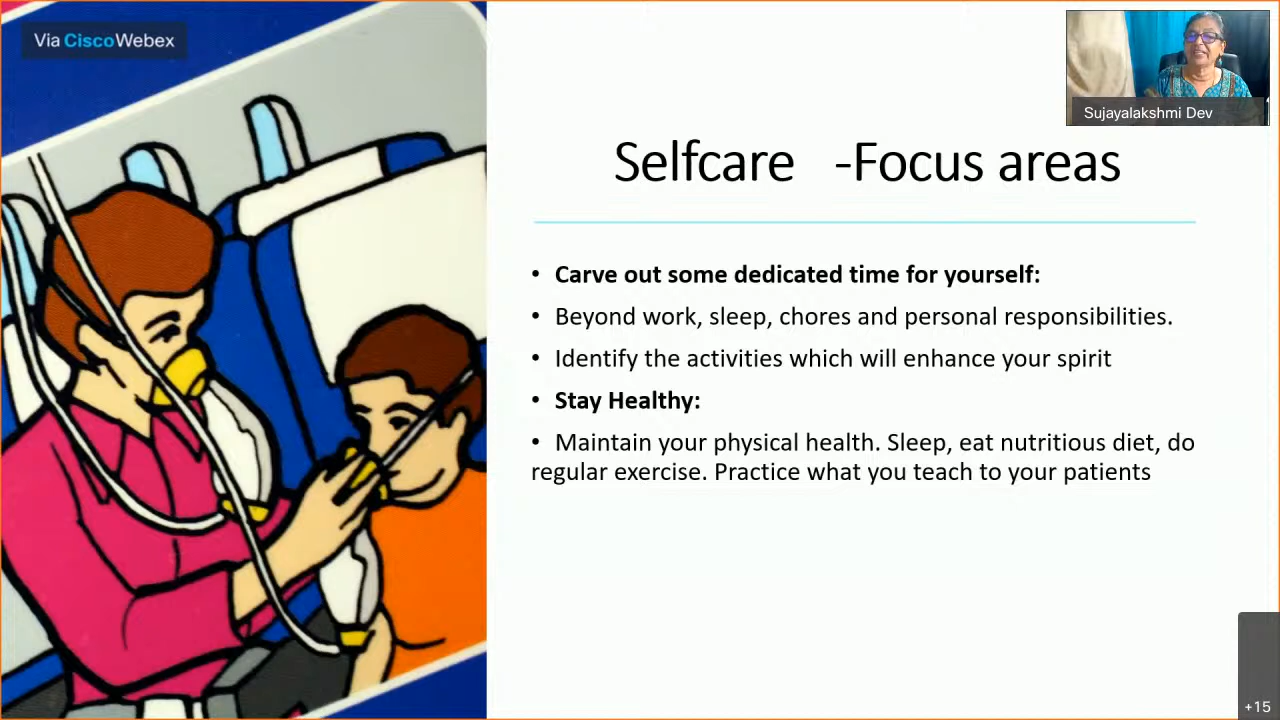 Via CiscoWebex
Sujayalakshmi Dev
Selfcare -Focus areas
• Carve out some dedicated time for yourself:
• Beyond work, sleep, chores and personal responsibilities.
• Identify the activities which will enhance your spirit
• Stay Healthy:
• Maintain your physical health. Sleep, eat nutritious diet, do
regular exercise. Practice what you teach to your patients
+15